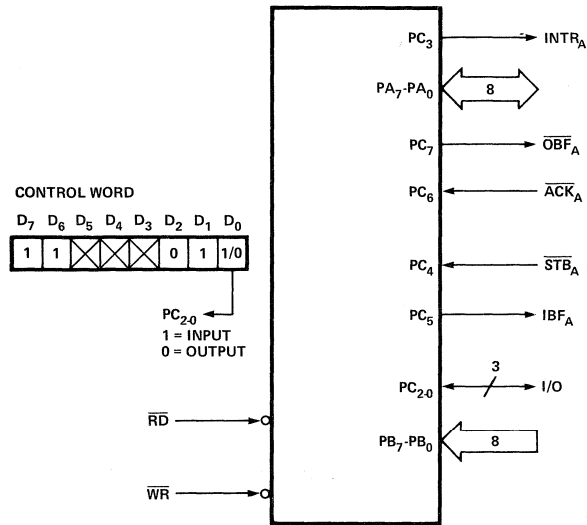 PC3 INTRA
PA7-PA0 8
PC7 OBFA
CONTROL WORD
PC6 ACKA
D7 D6 D5 D4 D3 D2 D1 D0
1 1 0 1 1/0
PC4 STBA
PC2-0
1 = INPUT
0 = OUTPUT
PC5 IBFA
3
PC2-0 I/O
RD
PB7-PB0 8
WR